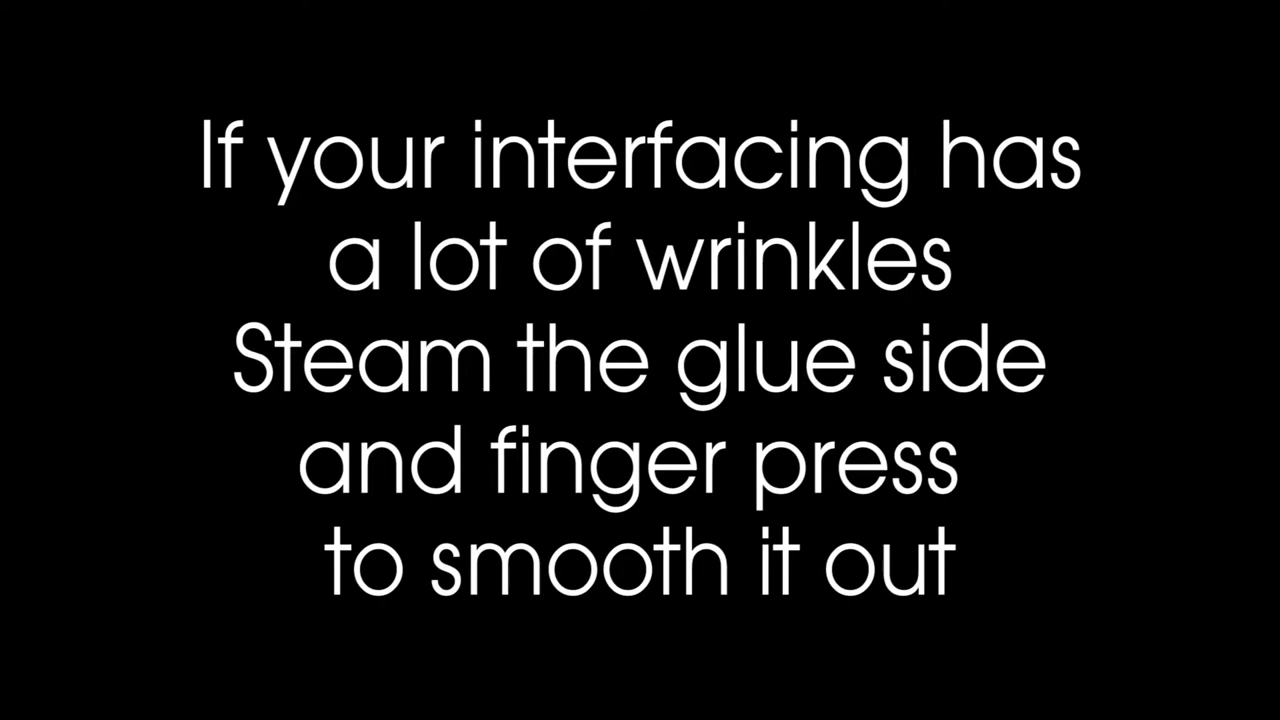 If your interfacing has
a lot of wrinkles
Steam the glue side
and finger press
to smooth it out